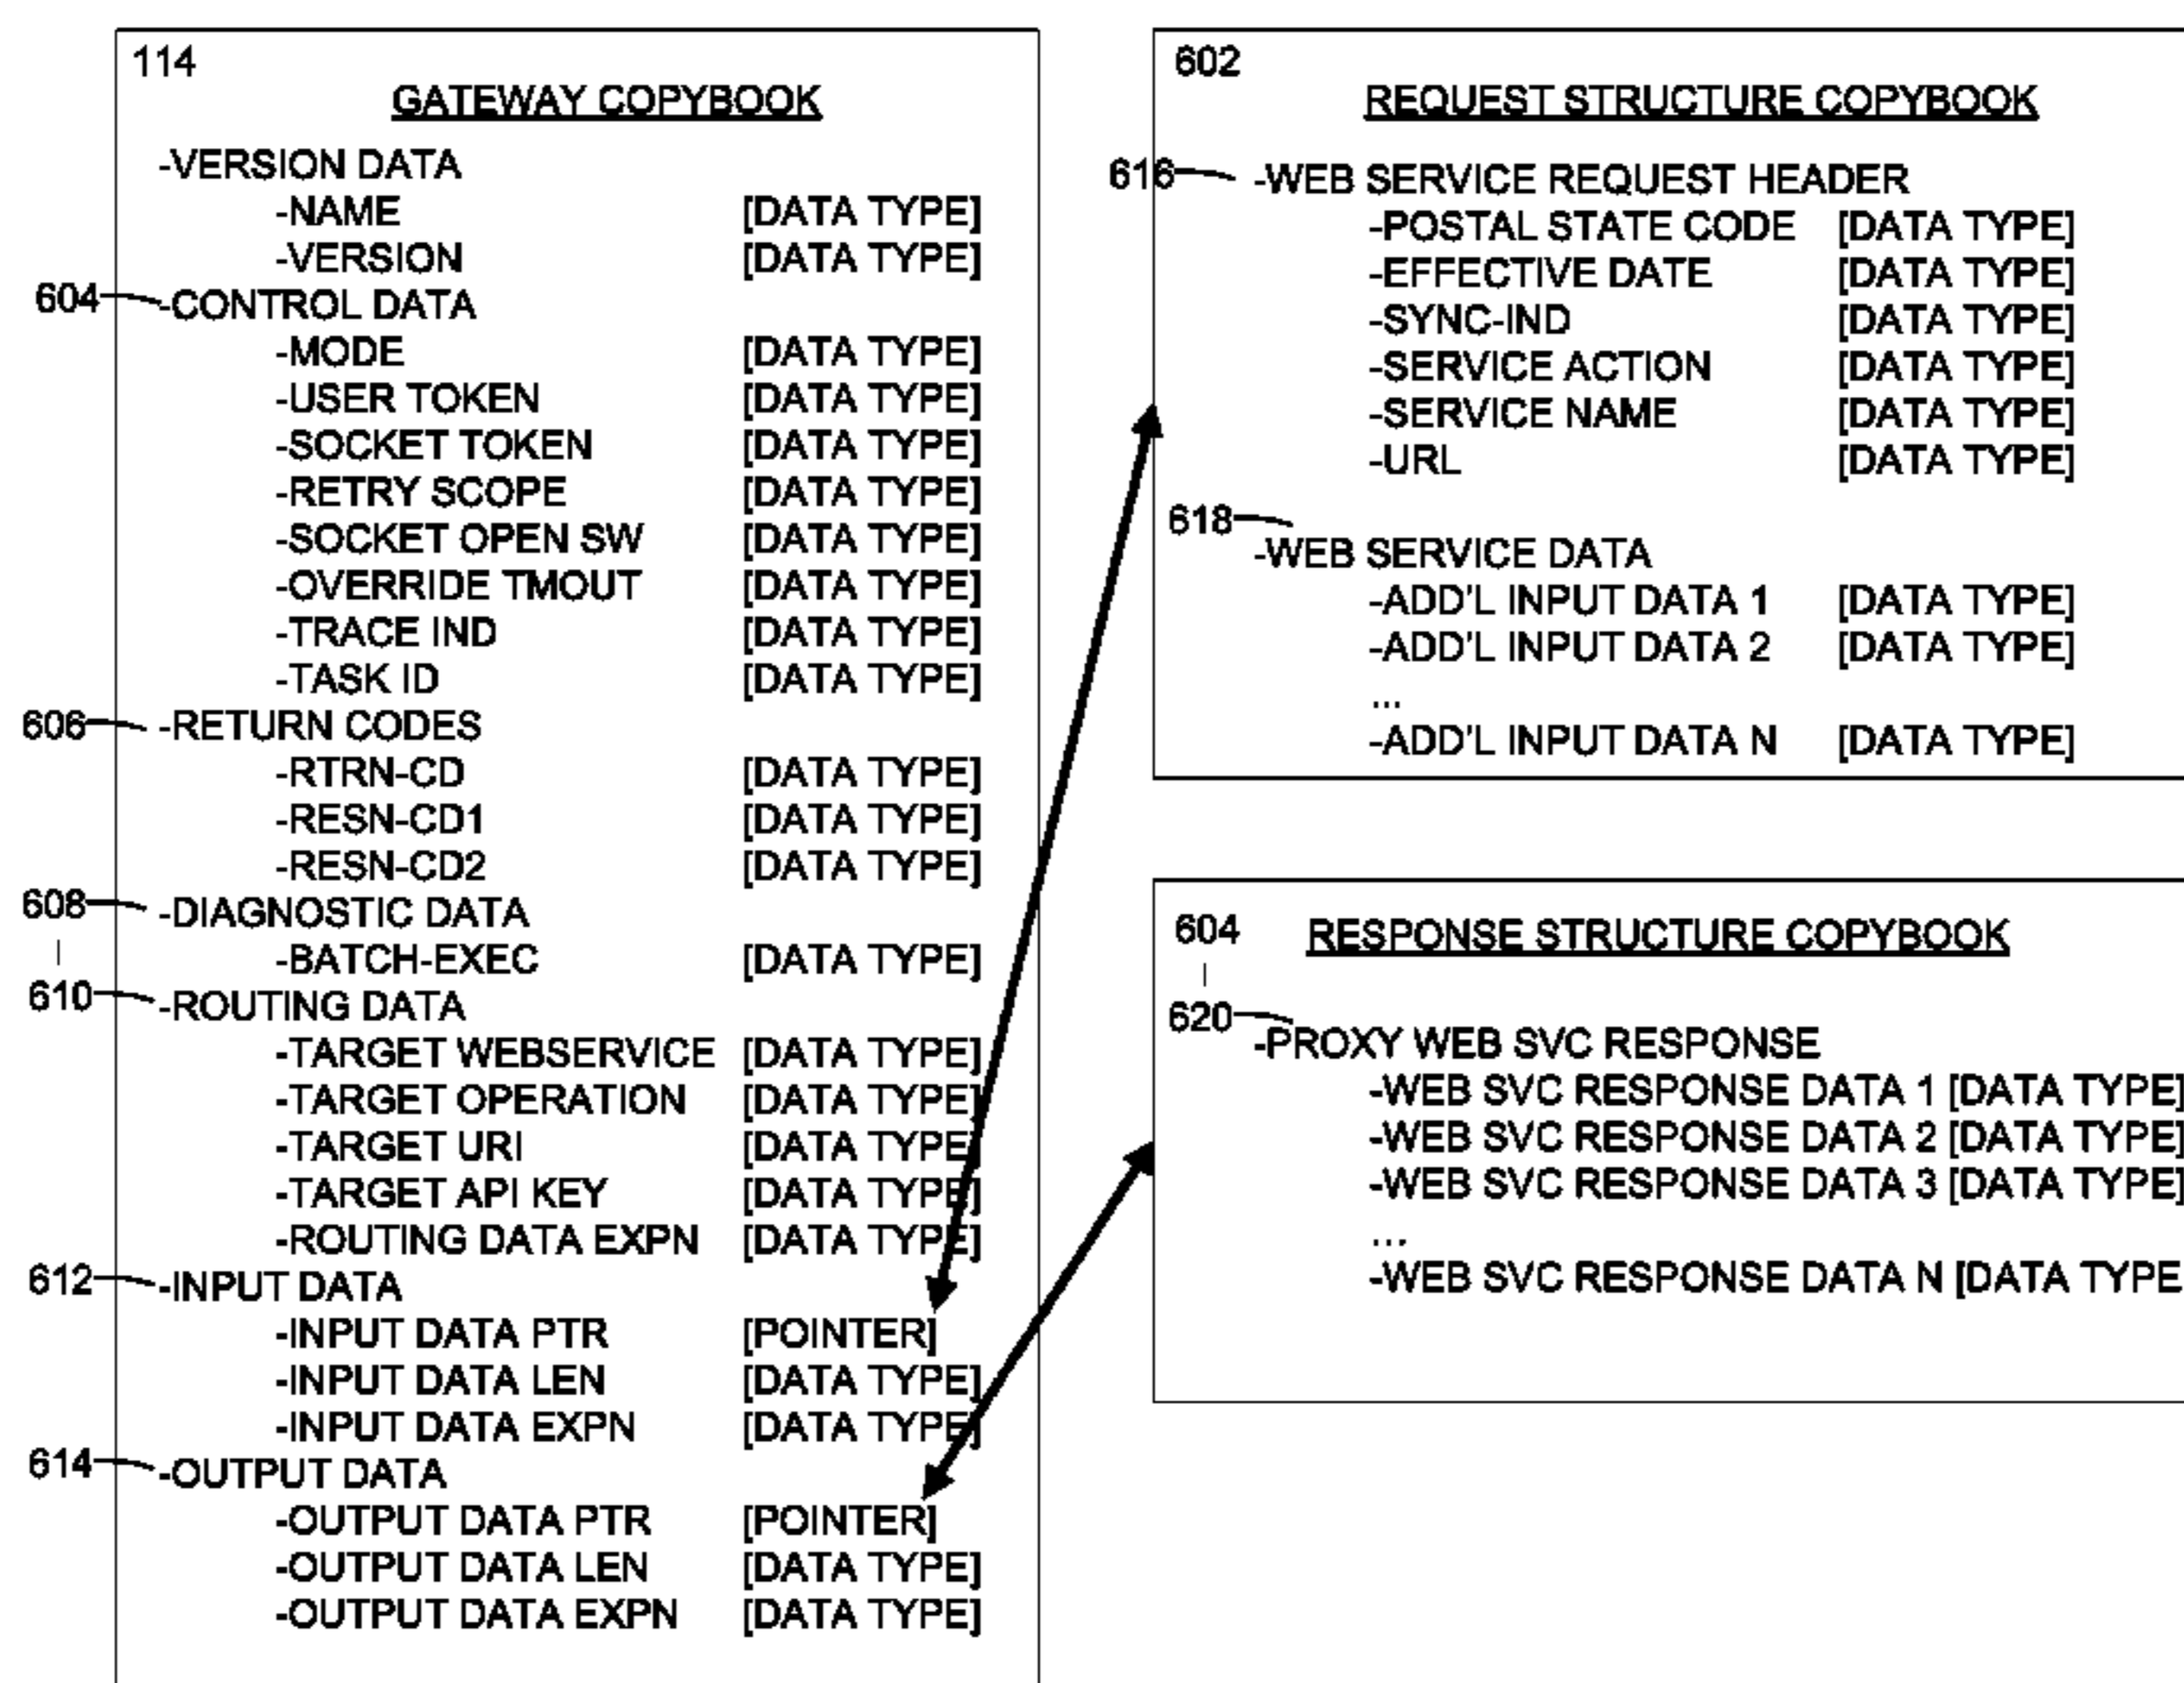 114
GATEWAY COPYBOOK
-VERSION DATA
-NAME [DATA TYPE]
-VERSION [DATA TYPE]
604 -CONTROL DATA
-MODE [DATA TYPE]
-USER TOKEN [DATA TYPE]
-SOCKET TOKEN [DATA TYPE]
-RETRY SCOPE [DATA TYPE]
-SOCKET OPEN SW [DATA TYPE]
-OVERRIDE TMOUT [DATA TYPE]
-TRACE IND [DATA TYPE]
-TASK ID [DATA TYPE]
606 -RETURN CODES
-RTRN-CD [DATA TYPE]
-RESN-CD1 [DATA TYPE]
-RESN-CD2 [DATA TYPE]
608 -DIAGNOSTIC DATA
-BATCH-EXEC [DATA TYPE]
610 -ROUTING DATA
-TARGET WEBSERVICE [DATA TYPE]
-TARGET OPERATION [DATA TYPE]
-TARGET URI [DATA TYPE]
-TARGET API KEY [DATA TYPE]
-ROUTING DATA EXPN [DATA TYPE]
612 -INPUT DATA
-INPUT DATA PTR [POINTER]
-INPUT DATA LEN [DATA TYPE]
-INPUT DATA EXPN [DATA TYPE]
614 -OUTPUT DATA
-OUTPUT DATA PTR [POINTER]
-OUTPUT DATA LEN [DATA TYPE]
-OUTPUT DATA EXPN [DATA TYPE]
602
REQUEST STRUCTURE COPYBOOK
616 -WEB SERVICE REQUEST HEADER
-POSTAL STATE CODE [DATA TYPE]
-EFFECTIVE DATE [DATA TYPE]
-SYNC-IND [DATA TYPE]
-SERVICE ACTION [DATA TYPE]
-SERVICE NAME [DATA TYPE]
-URL [DATA TYPE]
618
-WEB SERVICE DATA
-ADD'L INPUT DATA 1 [DATA TYPE]
-ADD'L INPUT DATA 2 [DATA TYPE]
...
-ADD'L INPUT DATA N [DATA TYPE]
604 RESPONSE STRUCTURE COPYBOOK
620
-PROXY WEB SVC RESPONSE
-WEB SVC RESPONSE DATA 1 [DATA TYPE]
-WEB SVC RESPONSE DATA 2 [DATA TYPE]
-WEB SVC RESPONSE DATA 3 [DATA TYPE]
...
-WEB SVC RESPONSE DATA N [DATA TYPE